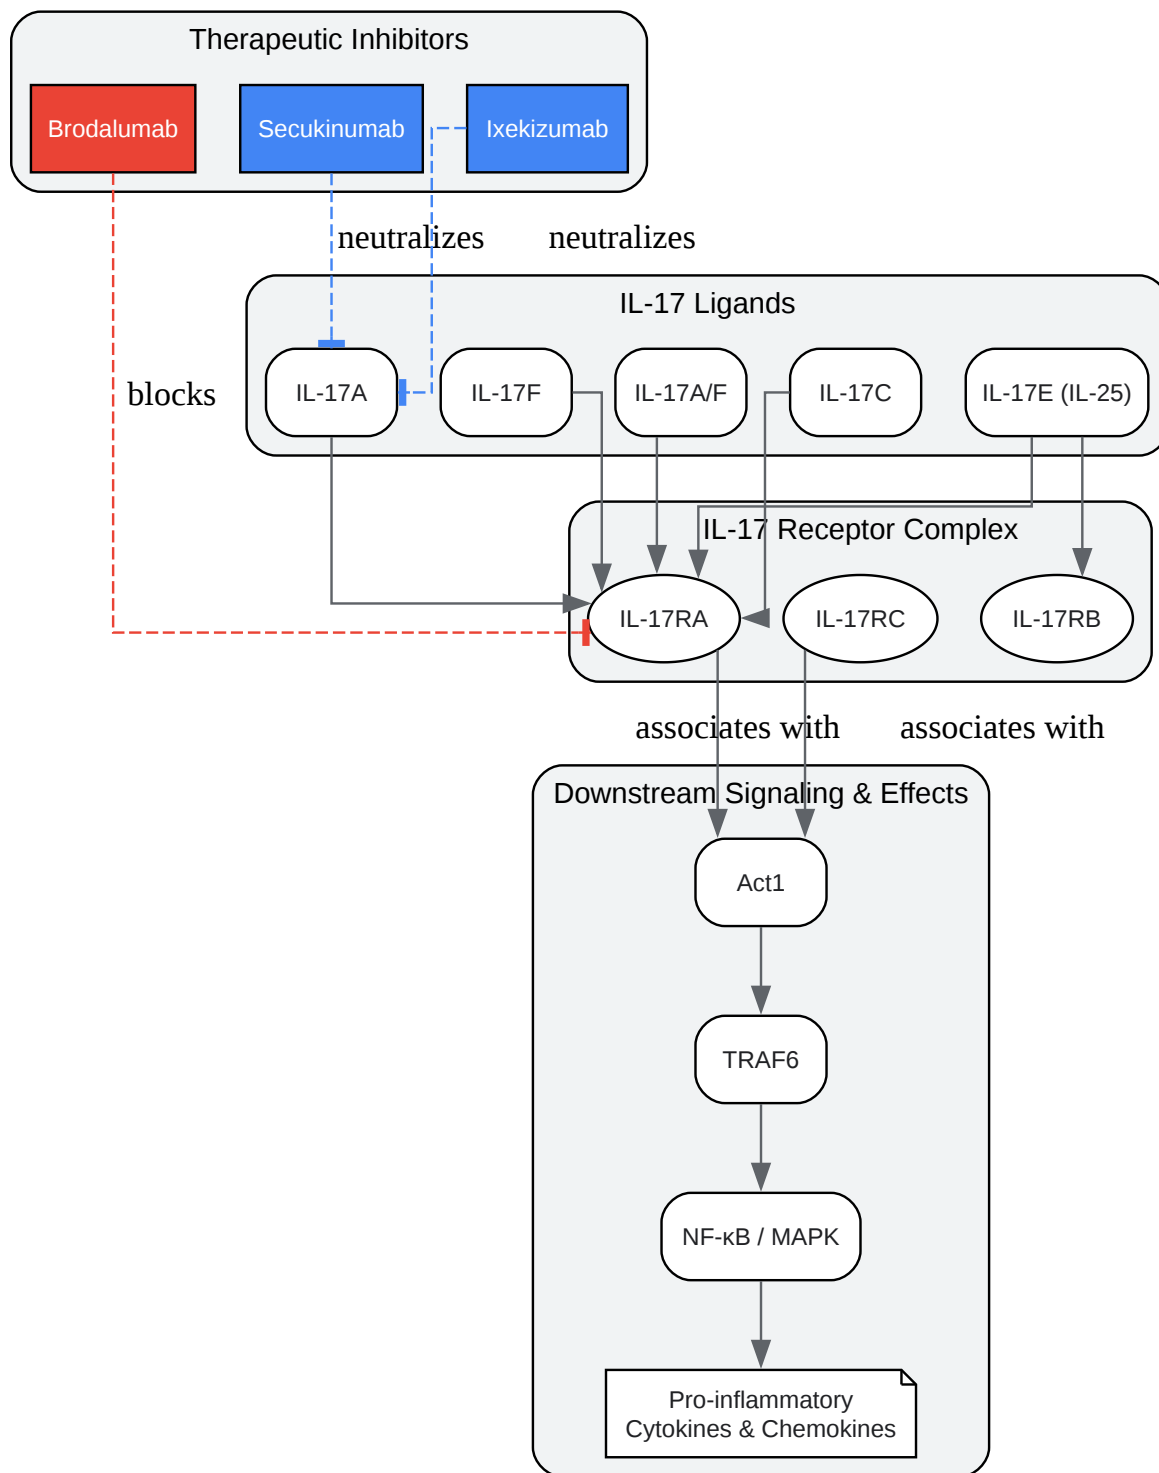 Therapeutic Inhibitors
Brodalumab
Secukinumab
Ixekizumab
neutralizes
neutralizes
IL-17 Ligands
IL-17A
IL-17F
IL-17A/F
IL-17C
IL-17E (IL-25)
blocks
IL-17 Receptor Complex
IL-17RA
IL-17RC
IL-17RB
associates with
associates with
Downstream Signaling & Effects
Act1
TRAF6
NF-κB / MAPK
Pro-inflammatory
Cytokines & Chemokines